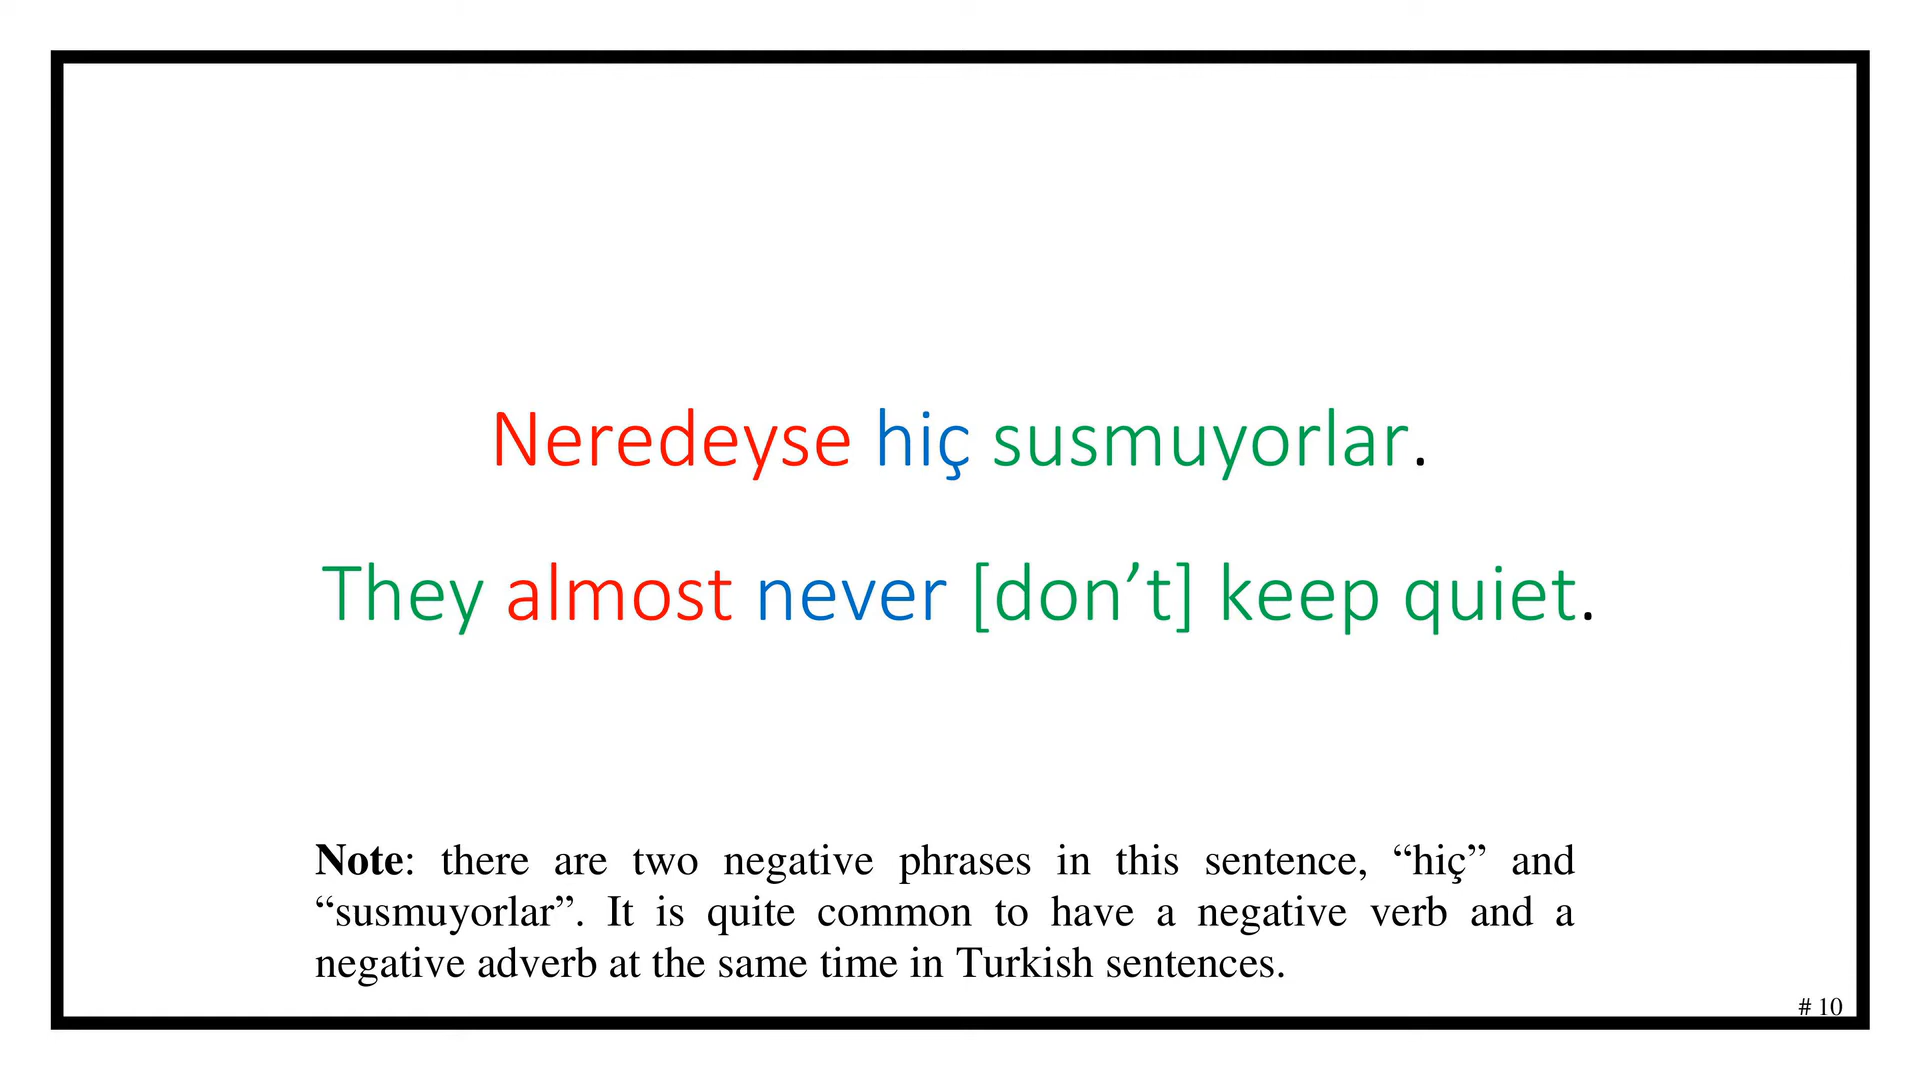 Neredeyse hiç susmuyorlar.
They almost never [don’t] keep quiet.
Note: there are two negative phrases in this sentence, “hiç” and
“susmuyorlar”. It is quite common to have a negative verb and a
negative adverb at the same time in Turkish sentences.
# 10